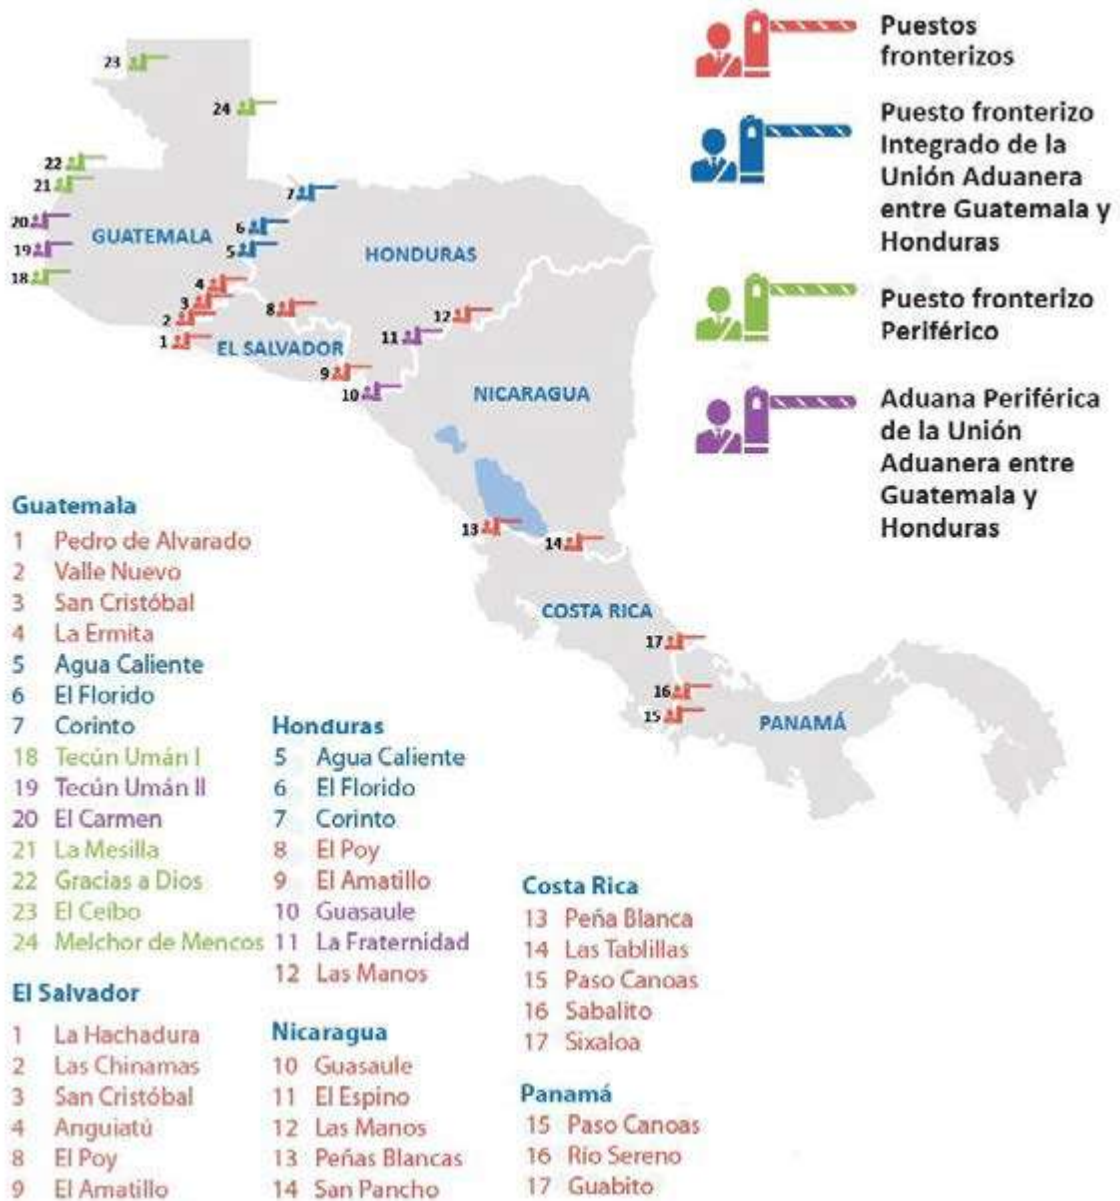 Puestos
fronterizos
Puesto fronterizo
Integrado de la
Unión Aduanera
entre Guatemala y
Honduras
Puesto fronterizo
Periférico
Aduana Periférica
de la Unión
Aduanera entre
Guatemala y
Honduras
23
24
22
21
20
19
18
GUATEMALA
7
6
5
HONDURAS
4
3
2
1
8
EL SALVADOR
12
11
9
10
NICARAGUA
13
14
COSTA RICA
17
16
15
PANAMÁ
Guatemala
1 Pedro de Alvarado
2 Valle Nuevo
3 San Cristóbal
4 La Ermita
5 Agua Caliente
6 El Florido
7 Corinto
18 Tecún Umán I
19 Tecún Umán II
20 El Carmen
21 La Mesilla
22 Gracias a Dios
23 El Ceibo
24 Melchor de Mencos
El Salvador
1 La Hachadura
2 Las Chinamas
3 San Cristóbal
4 Anguiatú
8 El Poy
9 El Amatillo
Honduras
5 Agua Caliente
6 El Florido
7 Corinto
8 El Poy
9 El Amatillo
10 Guasaule
11 La Fraternidad
12 Las Manos
Nicaragua
10 Guasaule
11 El Espino
12 Las Manos
13 Peñas Blancas
14 San Pancho
Costa Rica
13 Peña Blanca
14 Las Tablillas
15 Paso Canoas
16 Sabalito
17 Sixaloa
Panamá
15 Paso Canoas
16 Río Sereno
17 Guabito